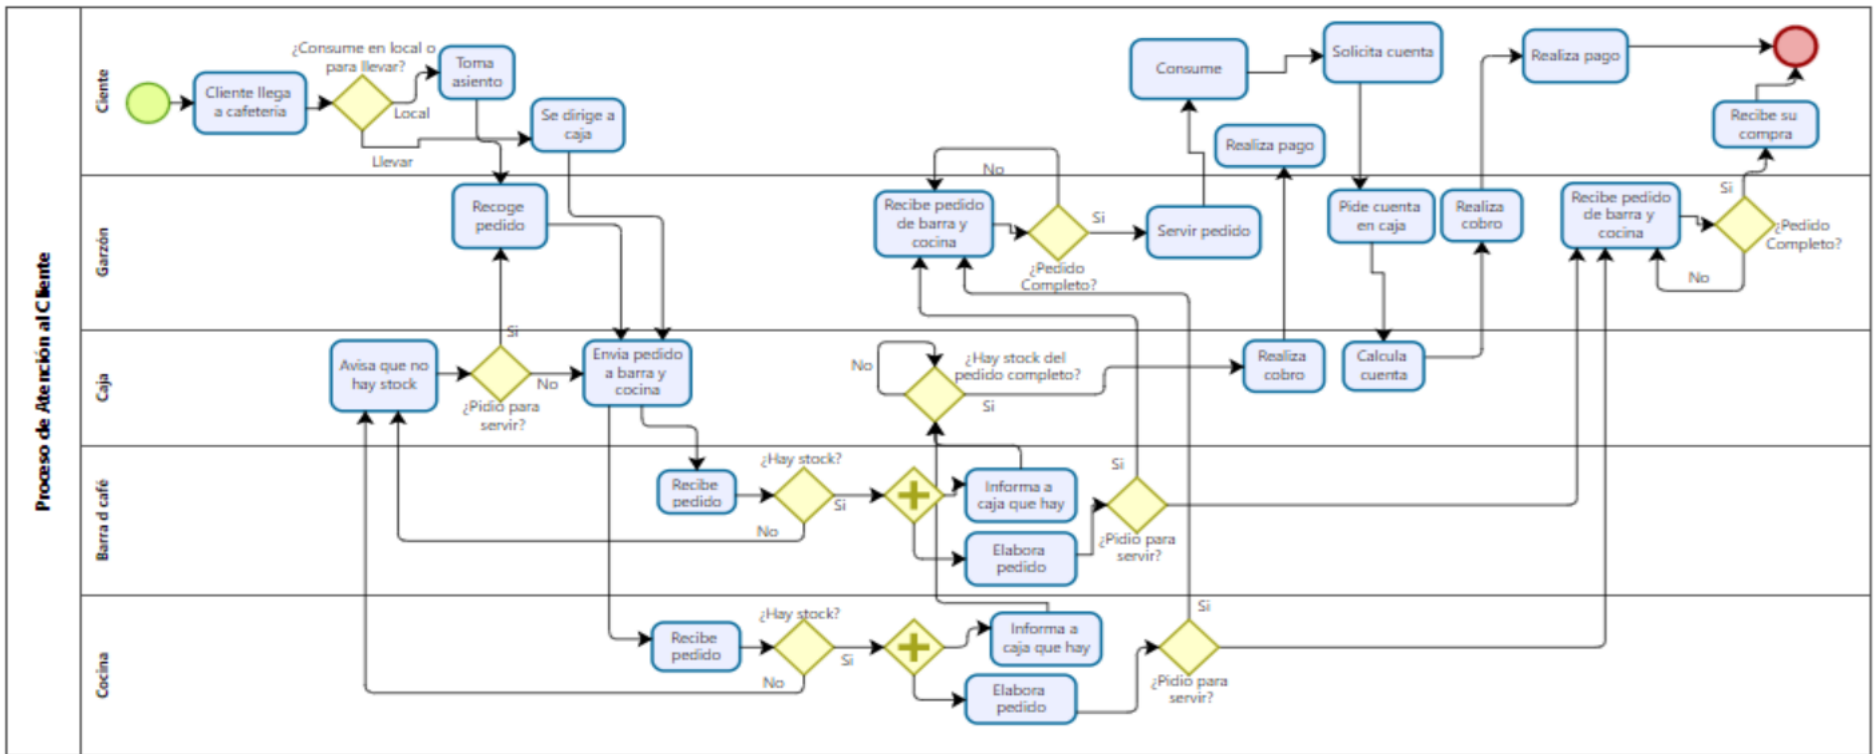 Proceso de Atención al Cliente
Cliente
Cliente llega
a cafeteria
¿Consume en local o
para llevar?
Local
Llevar
Toma
asiento
Se dirige a
caja
Consume
Solicita cuenta
Realiza pago
Realiza pago
Recibe su
compra
Garzón
Recoge
pedido
Recibe pedido
de barra y
cocina
No
Si
¿Pedido
Completo?
Servir pedido
Pide cuenta
en caja
Realiza
cobro
Recibe pedido
de barra y
cocina
Si
¿Pedido
Completo?
No
Caja
Avisa que no
hay stock
Si
No
¿Pidio para
servir?
Envia pedido
a barra y
cocina
No
¿Hay stock del
pedido completo?
Si
Realiza
cobro
Calcula
cuenta
Barra d café
Recibe
pedido
¿Hay stock?
Si
No
Informa a
caja que hay
Elabora
pedido
Si
¿Pidio para
servir?
Cocina
Recibe
pedido
¿Hay stock?
Si
No
Informa a
caja que hay
Elabora
pedido
Si
¿Pidio para
servir?